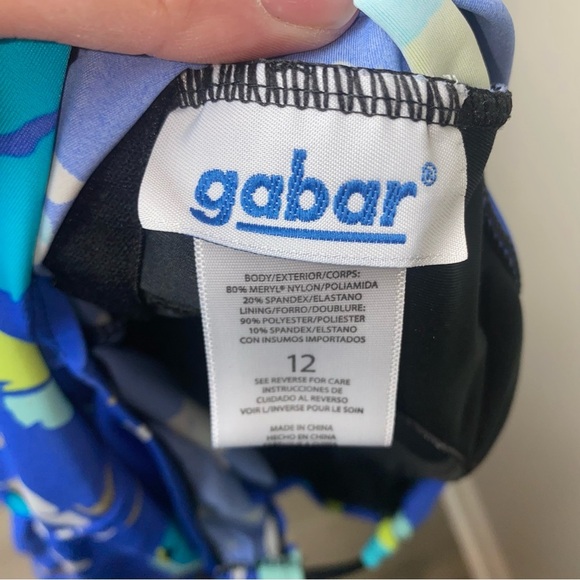 gabar®
BODY/EXTERIOR/CORPS:
80% MERYL® NYLON/POLIAMIDA
20% SPANDEX/ELASTANO
LINING/FORRO/DOUBLURE:
90% POLYESTER/POLIESTER
10% SPANDEX/ELSTANO
CON INSUMOS IMPORTADOS
12
SEE REVERSE FOR CARE
INSTRUCCIONES DE
CUIDADO AL REVERSO
VOIR L/INVERSE POUR LE SOIN
MADE IN CHINA
HECHO EN CHINA